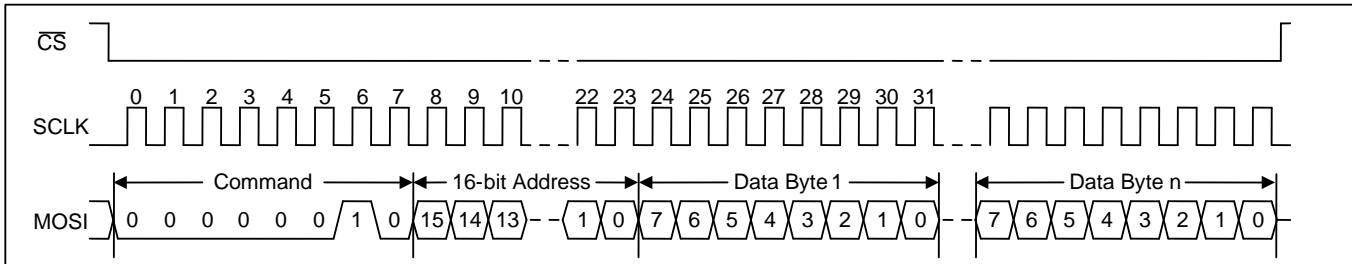 CS
0 1 2 3 4 5 6 7 8 9 10 22 23 24 25 26 27 28 29 30 31
SCLK
Command 16-bit Address Data Byte 1 Data Byte n
MOSI 0 0 0 0 0 0 1 0 15 14 13 1 0 7 6 5 4 3 2 1 0 7 6 5 4 3 2 1 0